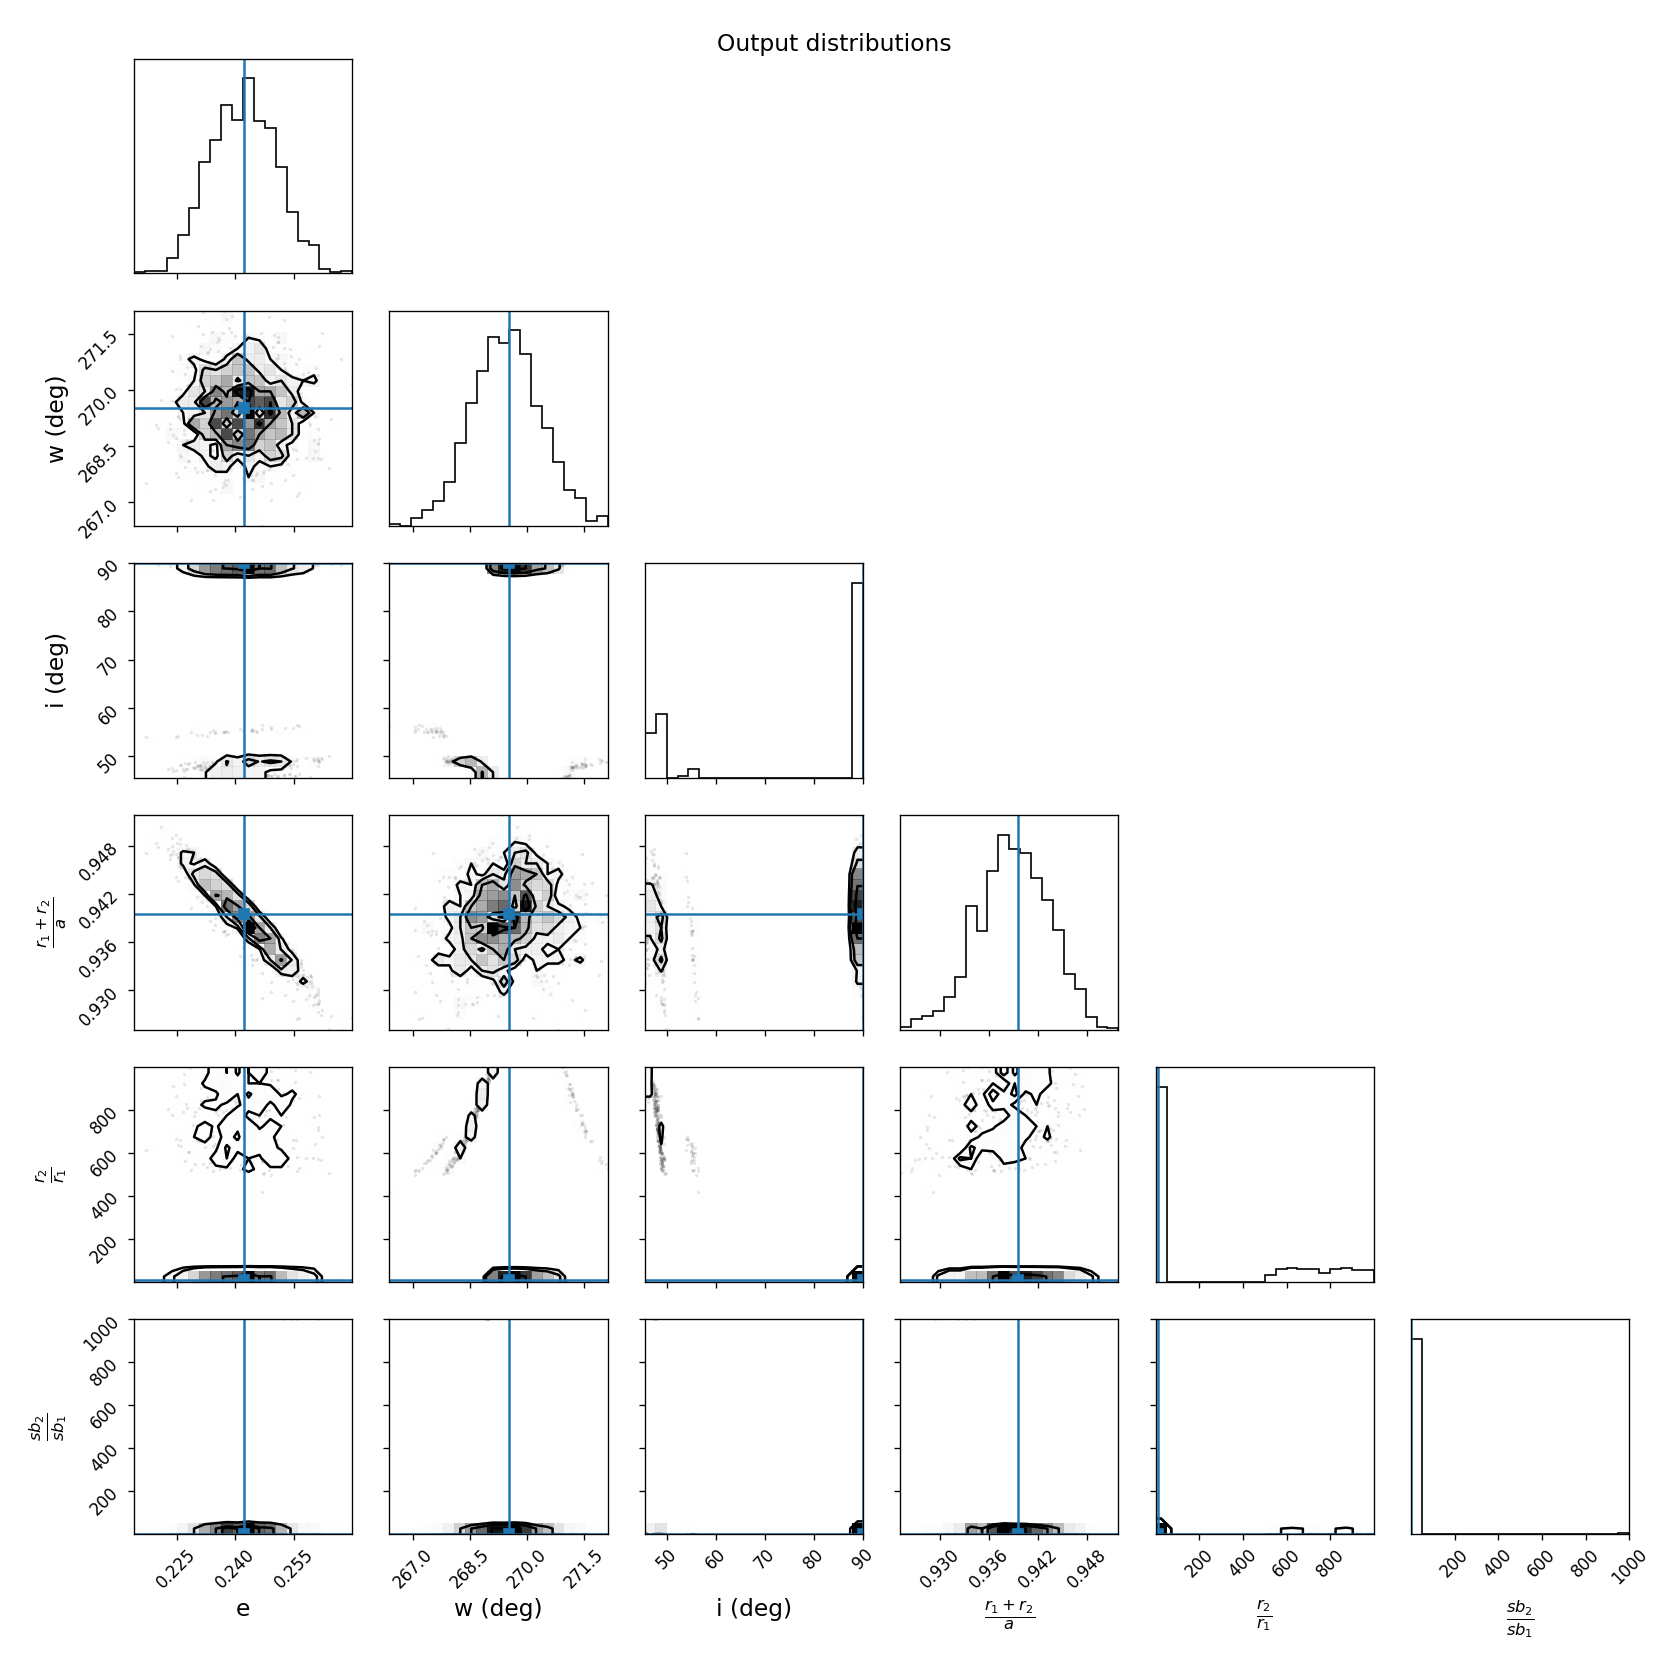 Output distributions
271.5
270.0
268.5
267.0
w (deg)
90
80
70
60
50
i (deg)
0.948
0.942
0.936
0.930
r₁ + r₂
a
800
600
400
200
r₂
r₁
1000
800
600
400
200
sb₂
sb₁
0.225 0.240 0.255
267.0 268.5 270.0 271.5
50 60 70 80 90
0.930 0.936 0.942 0.948
200 400 600 800
200 400 600 800 1000
e
w (deg)
i (deg)
r₁ + r₂
a
r₂
r₁
sb₂
sb₁